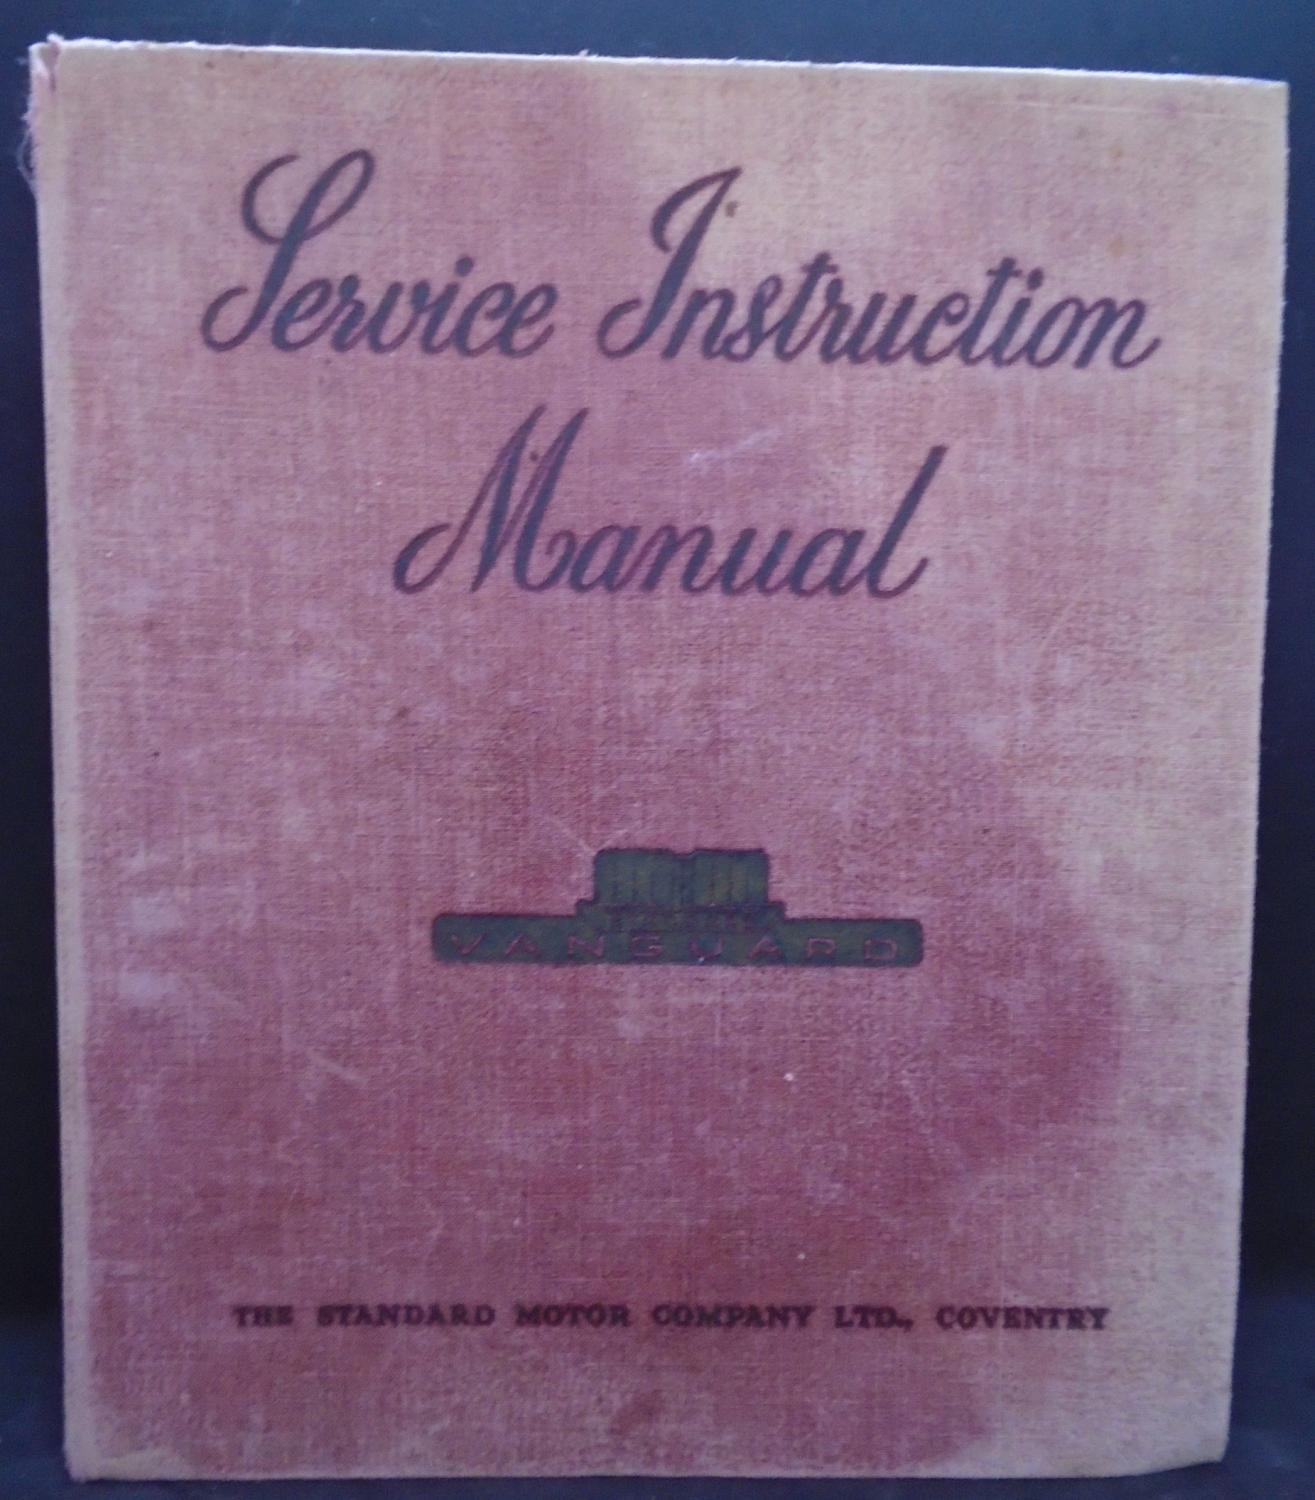 Service Instruction
Manual
VANGUARD
THE STANDARD MOTOR COMPANY LTD., COVENTRY